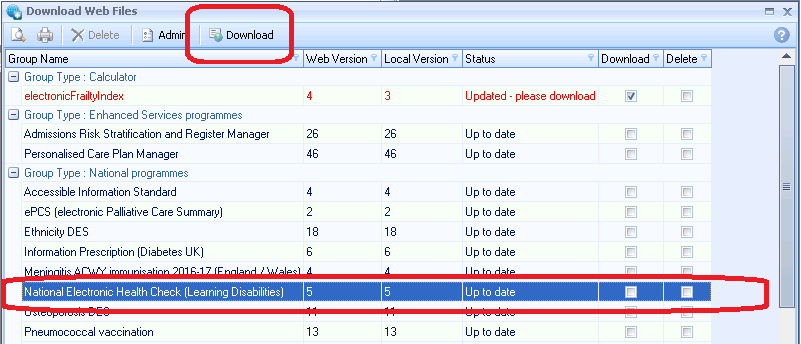 Download Web Files
Delete Admin Download
Group Name Web Version Local Version Status Download Delete
Group Type : Calculator
electronicFrailtyIndex 4 3 Updated - please download
Group Type : Enhanced Services programmes
Admissions Risk Stratification and Register Manager 26 26 Up to date
Personalised Care Plan Manager 46 46 Up to date
Group Type : National programmes
Accessible Information Standard 4 4 Up to date
ePCS (electronic Palliative Care Summary) 2 2 Up to date
Ethnicity DES 18 18 Up to date
Information Prescription (Diabetes UK) 6 6 Up to date
Meningitis ACWY immunisation 2016-17 (England / Wales) 4 4 Up to date
National Electronic Health Check (Learning Disabilities) 5 5 Up to date
Osteoporosis DES 11 11 Up to date
Pneumococcal vaccination 13 13 Up to date